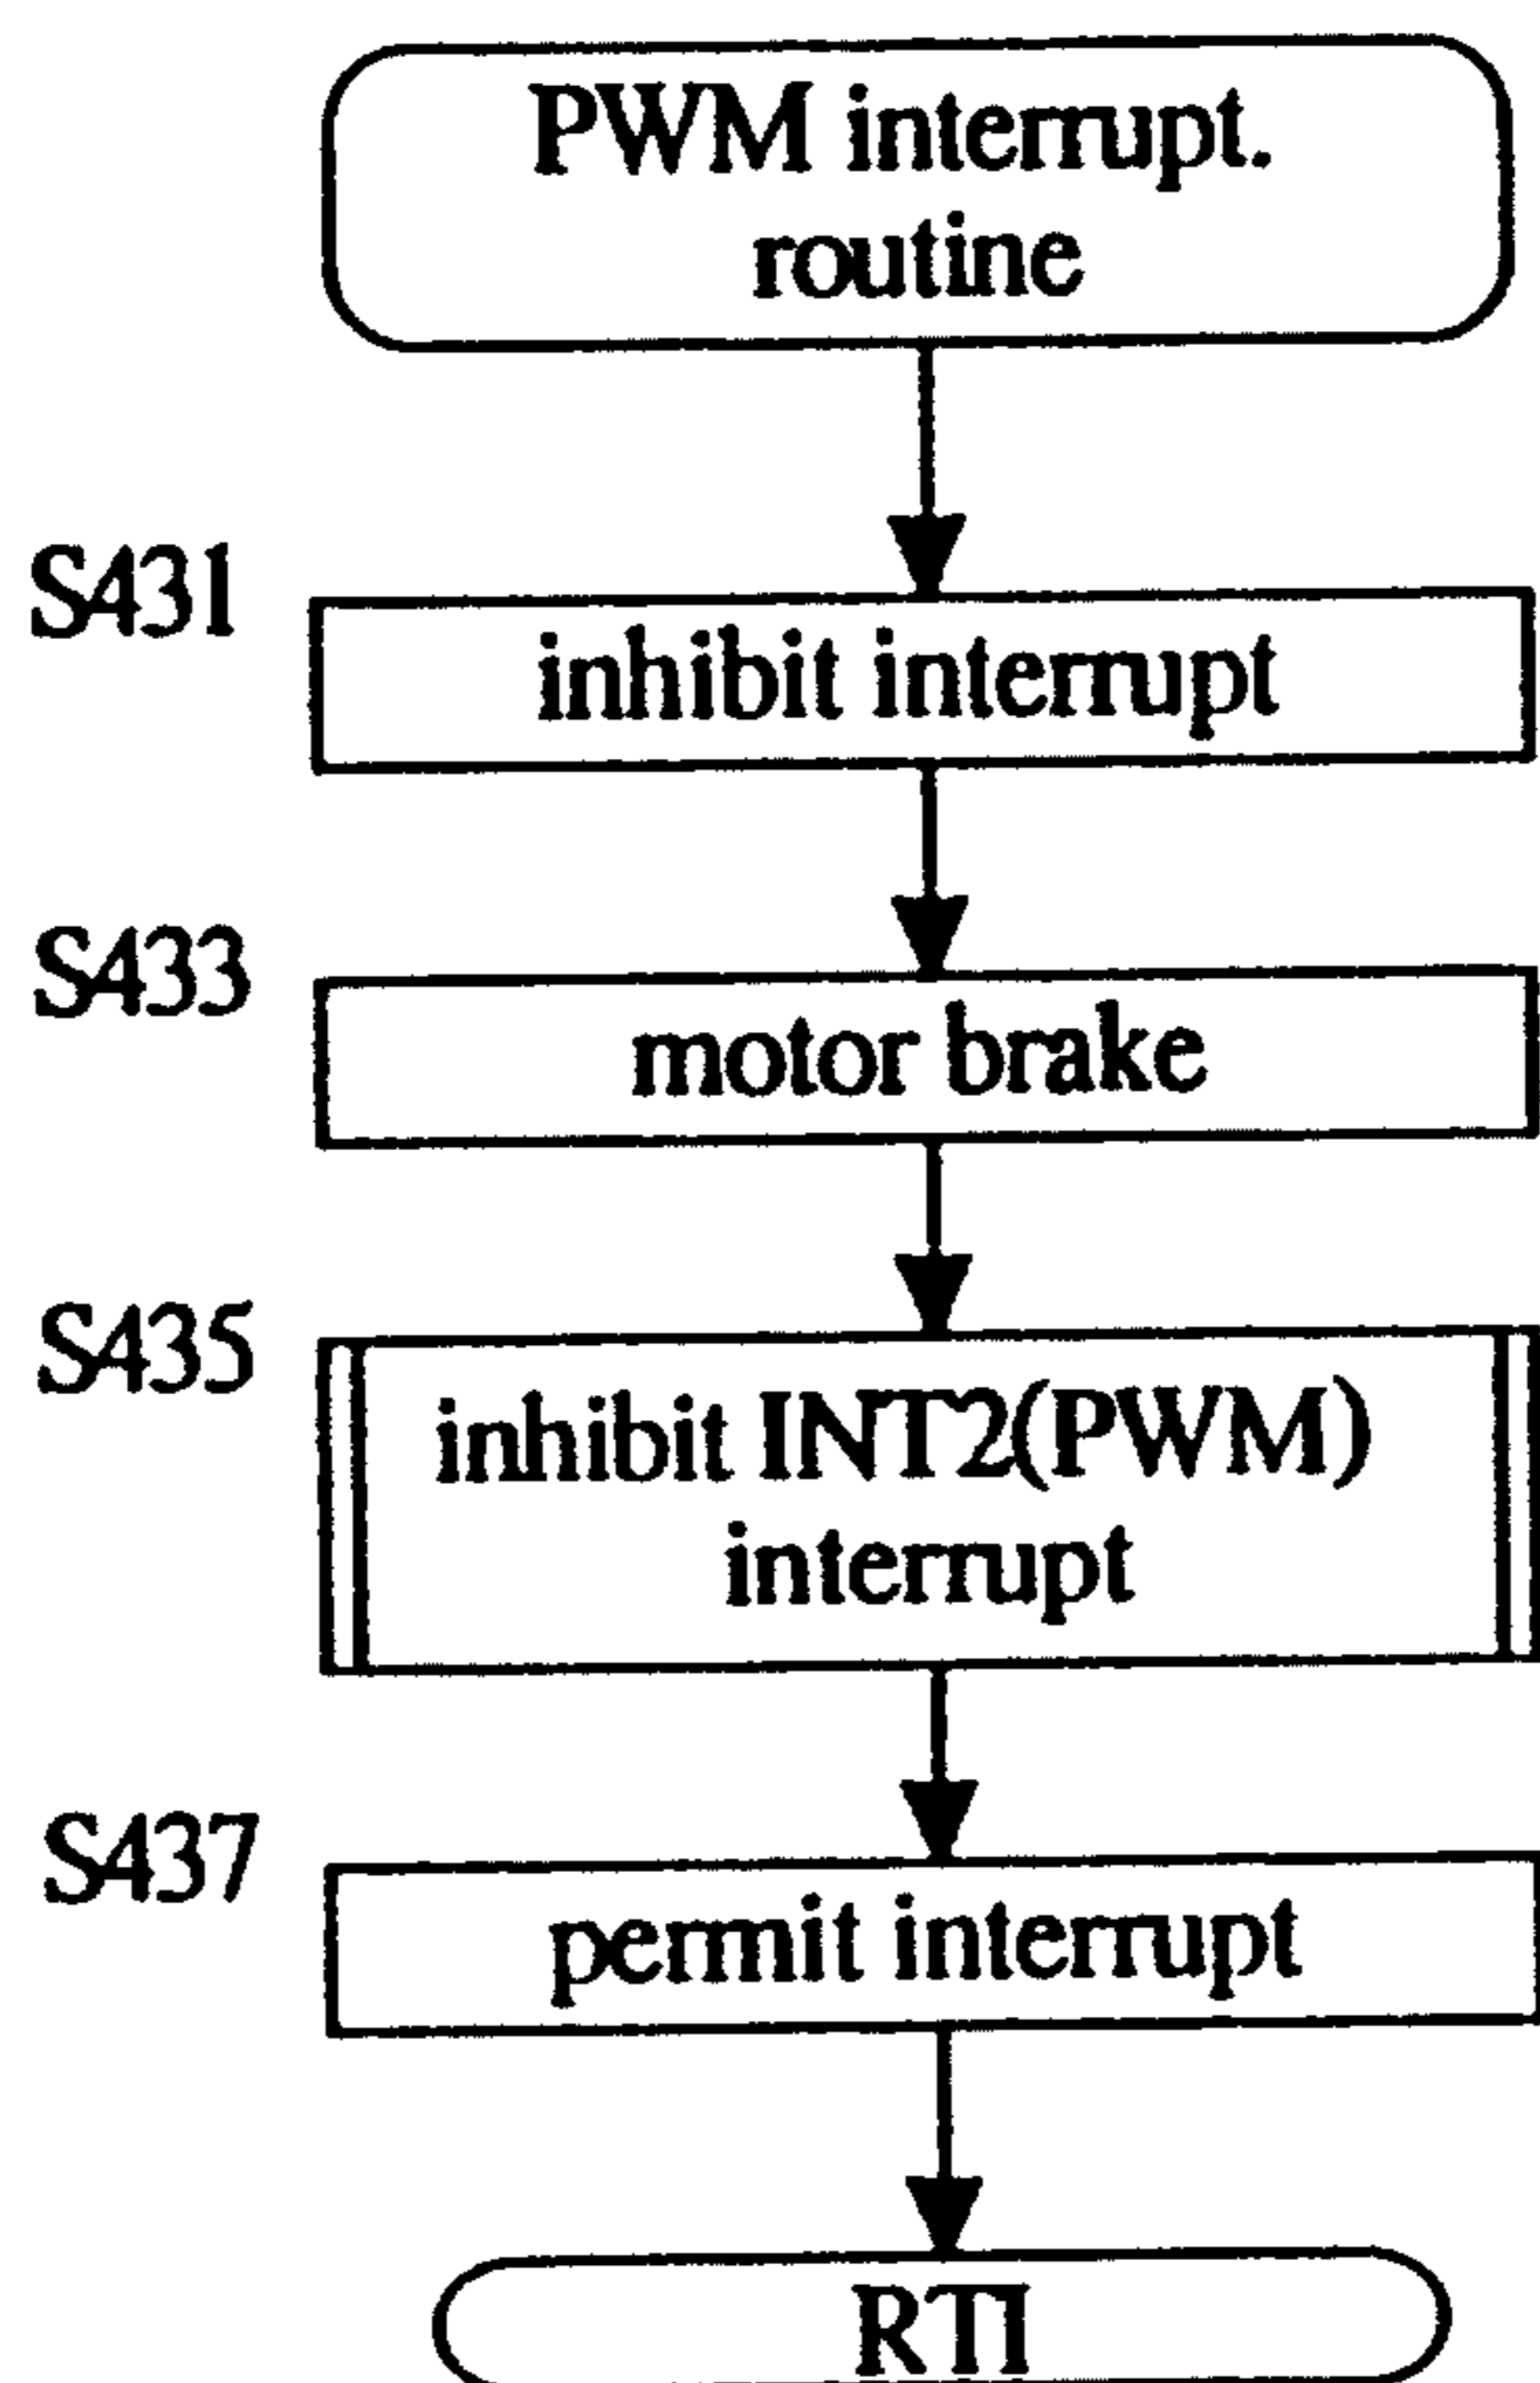 PWM interrupt.
routine
S431
inhibit interrupt
S433
motor brake
S435
inhibit INT2(PWM)
interrupt
S437
permit interrupt
RTI